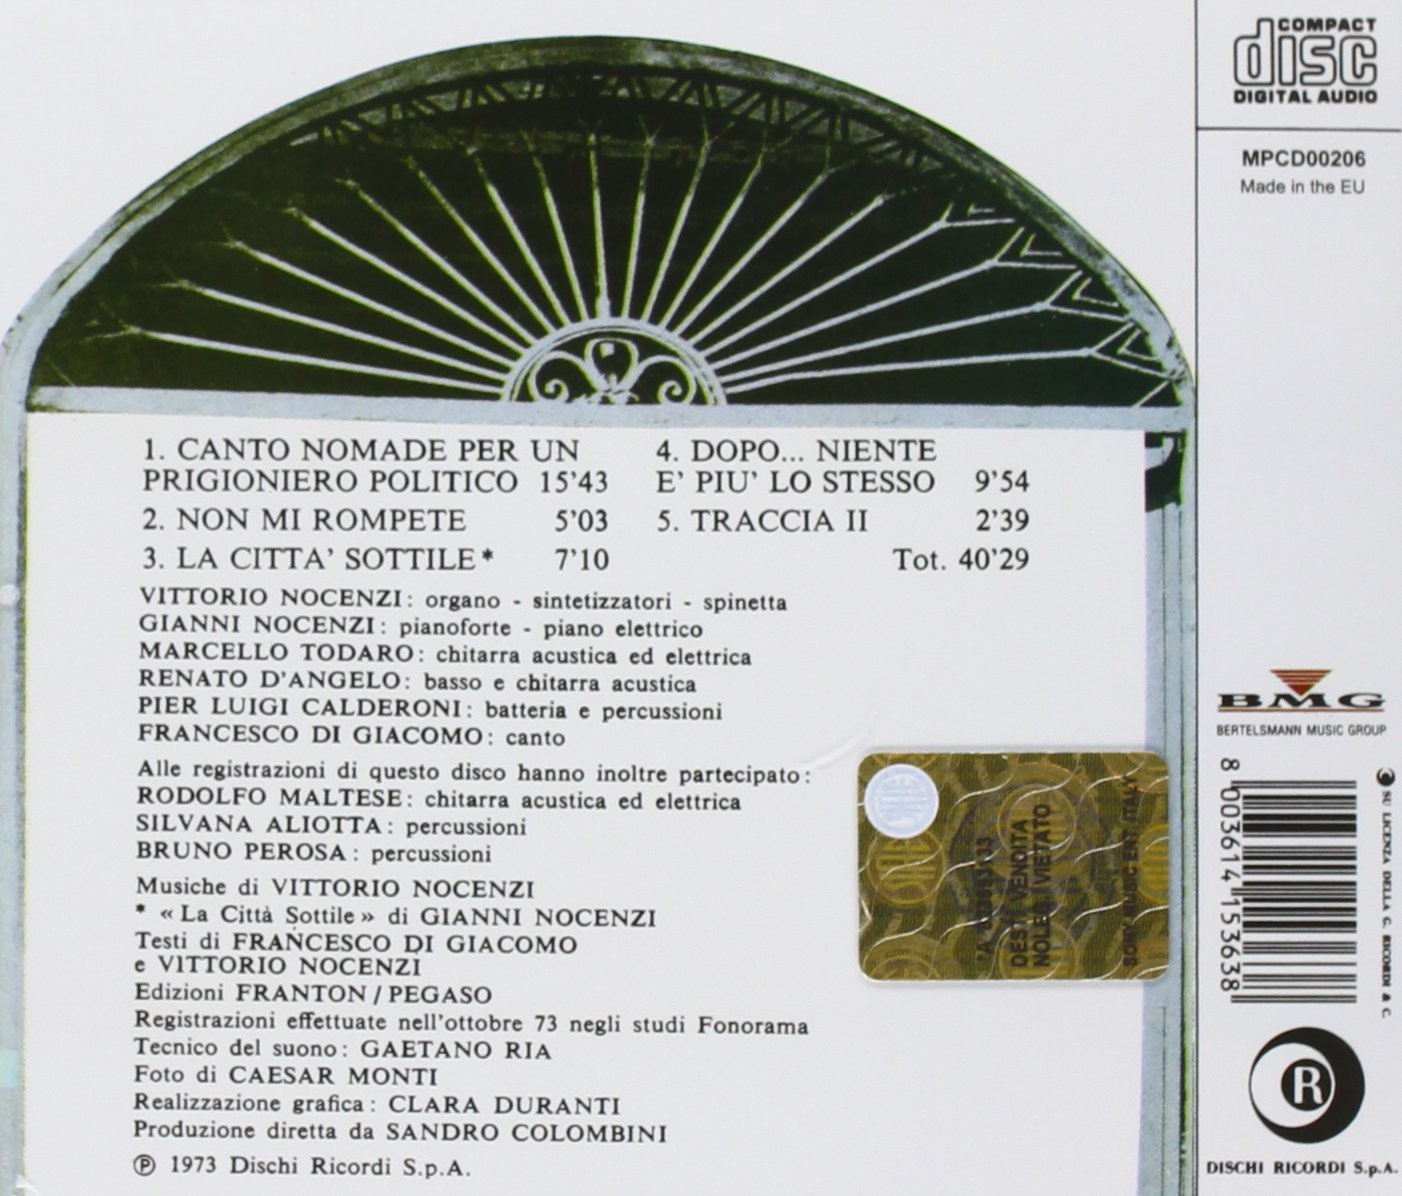 COMPACT
disc
DIGITAL AUDIO
MPCD00206
Made in the EU
1. CANTO NOMADE PER UN
PRIGIONIERO POLITICO 15'43
2. NON MI ROMPETE 5'03
3. LA CITTA' SOTTILE* 7'10
4. DOPO... NIENTE
E' PIU' LO STESSO 9'54
5. TRACCIA II 2'39
Tot. 40'29
VITTORIO NOCENZI: organo - sintetizzatori - spinetta
GIANNI NOCENZI: pianoforte - piano elettrico
MARCELLO TODARO: chitarra acustica ed elettrica
RENATO D'ANGELO: basso e chitarra acustica
PIER LUIGI CALDERONI: batteria e percussioni
FRANCESCO DI GIACOMO: canto
Alle registrazioni di questo disco hanno inoltre partecipato:
RODOLFO MALTESE: chitarra acustica ed elettrica
SILVANA ALIOTTA: percussioni
BRUNO PEROSA: percussioni
Musiche di VITTORIO NOCENZI
* «La Città Sottile» di GIANNI NOCENZI
Testi di FRANCESCO DI GIACOMO
e VITTORIO NOCENZI
Edizioni FRANTON/PEGASO
Registrazioni effettuate nell'ottobre 73 negli studi Fonorama
Tecnico del suono: GAETANO RIA
Foto di CAESAR MONTI
Realizzazione grafica: CLARA DURANTI
Produzione diretta da SANDRO COLOMBINI
℗ 1973 Dischi Ricordi S.p.A.
VENDITA
VIETATO
SONY MUSIC ENT. ITALY
BMG
BERTELSMANN MUSIC GROUP
8 003614 153638
SU LICENZA DELLA G. RICORDI & C.
R
DISCHI RICORDI S.p.A.